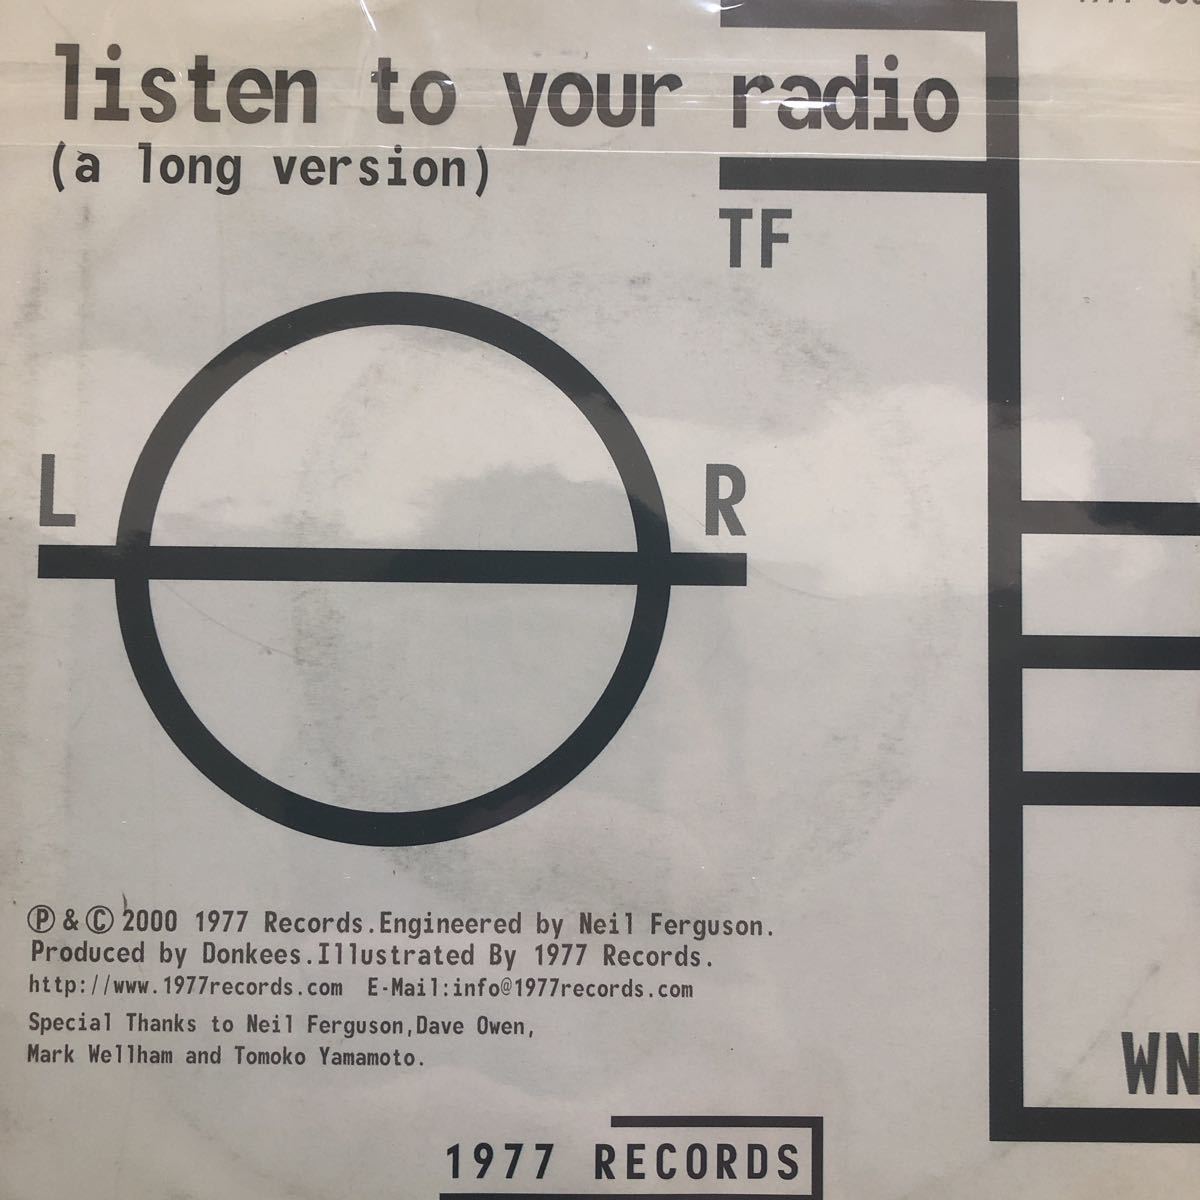 listen to your radio
(a long version)
TF
L
R
Ⓟ & Ⓒ 2000 1977 Records.Engineered by Neil Ferguson.
Produced by Donkees.Illustrated By 1977 Records.
http://www.1977records.com E-Mail:info@1977records.com
Special Thanks to Neil Ferguson,Dave Owen,
Mark Wellham and Tomoko Yamamoto.
WN
1977 RECORDS